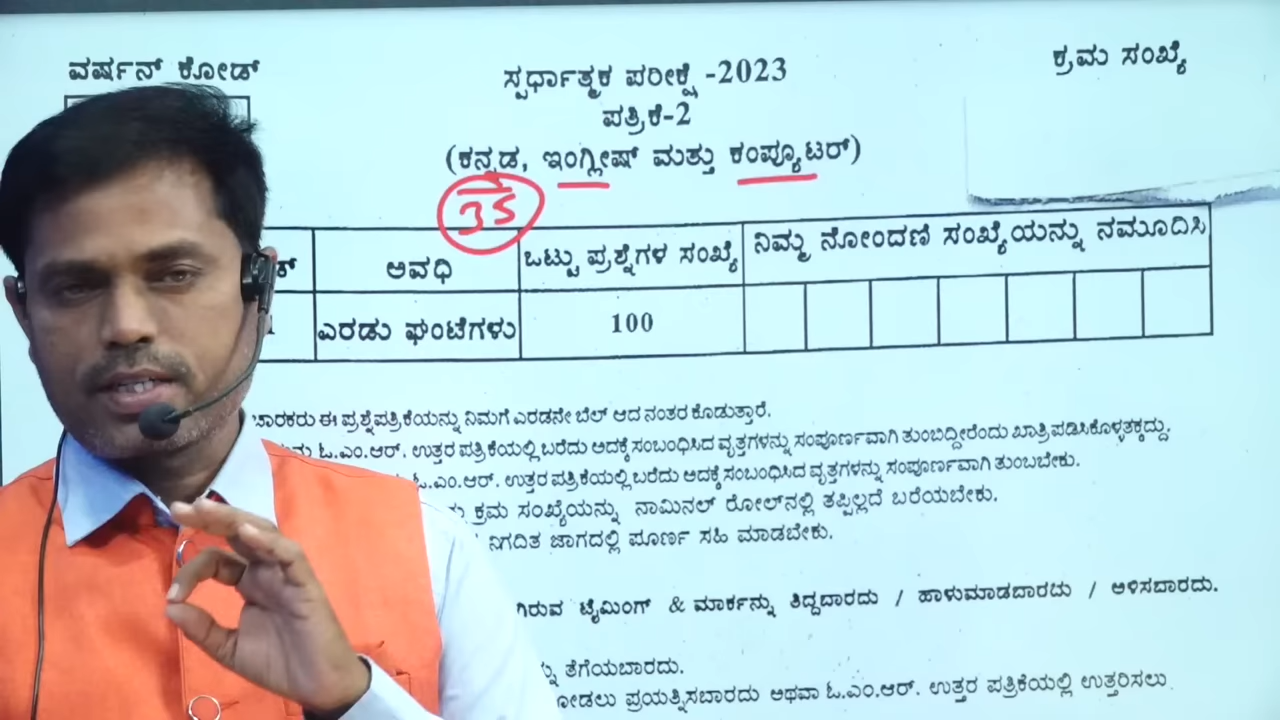 ವರ್ಷನ್ ಕೋಡ್
ಸ್ಪರ್ಧಾತ್ಮಕ ಪರೀಕ್ಷೆ -2023
ಕ್ರಮ ಸಂಖ್ಯೆ
ಪತ್ರಿಕೆ-2
(ಕನ್ನಡ, ಇಂಗ್ಲೀಷ್ ಮತ್ತು ಕಂಪ್ಯೂಟರ್)
35
ಅವಧಿ
ಒಟ್ಟು ಪ್ರಶ್ನೆಗಳ ಸಂಖ್ಯೆ
ನಿಮ್ಮ ನೋಂದಣಿ ಸಂಖ್ಯೆಯನ್ನು ನಮೂದಿಸಿ
ಎರಡು ಘಂಟೆಗಳು
100
ಈ ಪ್ರಶ್ನೆಪತ್ರಿಕೆಯನ್ನು ನಿಮಗೆ ಎರಡನೇ ಬೆಲ್ ಆದ ನಂತರ ಕೊಡುತ್ತಾರೆ.
ಓ.ಎಂ.ಆರ್. ಉತ್ತರ ಪತ್ರಿಕೆಯಲ್ಲಿ ಬರೆದು ಅದಕ್ಕೆ ಸಂಬಂಧಿಸಿದ ವೃತ್ತಗಳನ್ನು ಸಂಪೂರ್ಣವಾಗಿ ತುಂಬದ್ದೀರೆಂದು ಖಾತ್ರಿ ಪಡಿಸಿಕೊಳ್ಳತಕ್ಕದ್ದು.
ಓ.ಎಂ.ಆರ್. ಉತ್ತರ ಪತ್ರಿಕೆಯಲ್ಲಿ ಬರೆದು ಅದಕ್ಕೆ ಸಂಬಂಧಿಸಿದ ವೃತ್ತಗಳನ್ನು ಸಂಪೂರ್ಣವಾಗಿ ತುಂಬಬೇಕು.
ಕ್ರಮ ಸಂಖ್ಯೆಯನ್ನು ನಾಮಿನಲ್ ರೋಲ್‌ನಲ್ಲಿ ತಪ್ಪಿಲ್ಲದೆ ಬರೆಯಬೇಕು.
ನಿಗದಿತ ಜಾಗದಲ್ಲಿ ಪೂರ್ಣ ಸಹಿ ಮಾಡಬೇಕು.
ಟೈಮಿಂಗ್ & ಮಾರ್ಕನ್ನು ತಿದ್ದಬಾರದು / ಹಾಳುಮಾಡಬಾರದು / ಅಳಿಸಬಾರದು.
ತೆಗೆಯಬಾರದು.
ಪ್ರಯತ್ನಿಸಬಾರದು ಅಥವಾ ಓ.ಎಂ.ಆರ್. ಉತ್ತರ ಪತ್ರಿಕೆಯಲ್ಲಿ ಉತ್ತರಿಸಲು